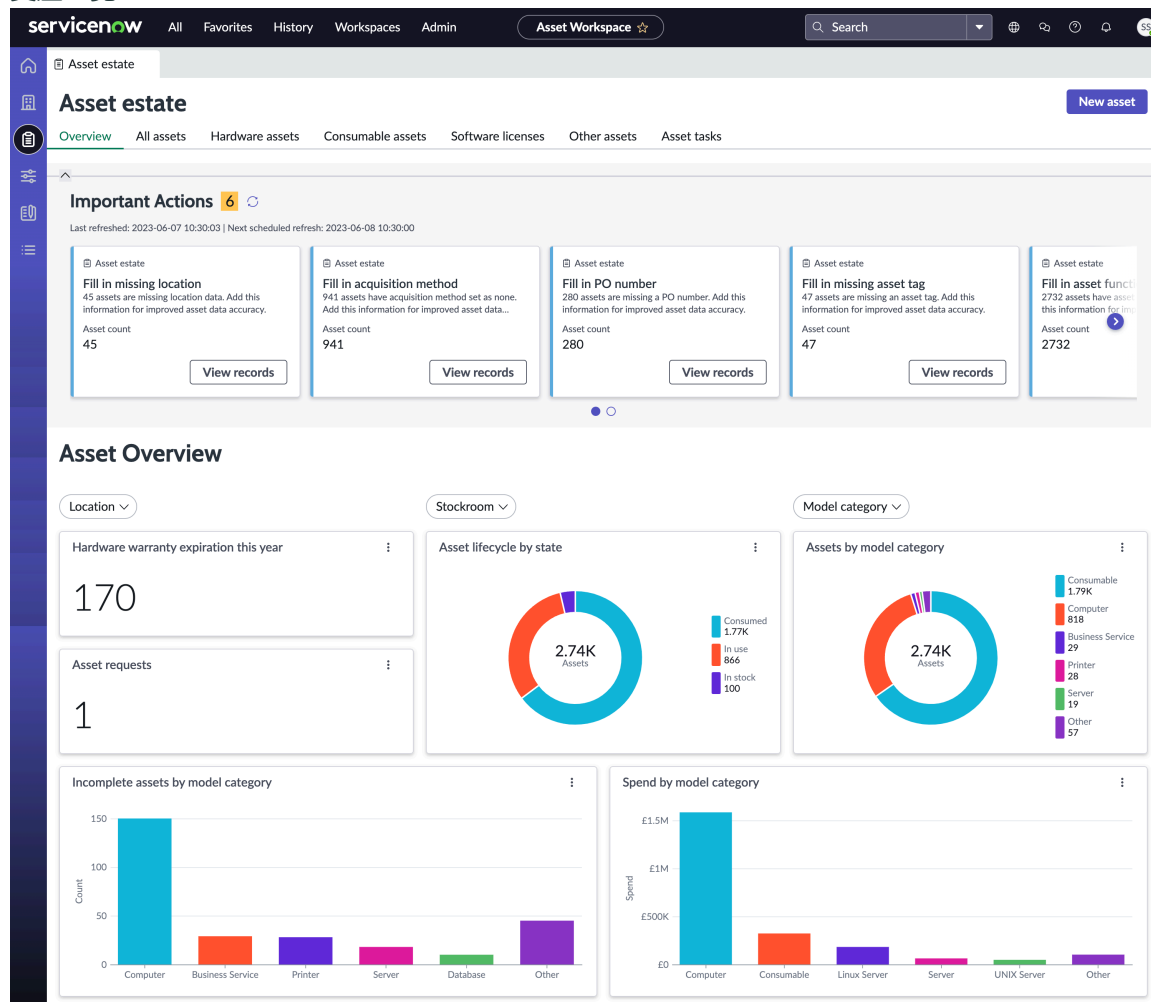 servicenow All Favorites History Workspaces Admin Asset Workspace Search SS
Asset estate
Asset estate New asset
Overview All assets Hardware assets Consumable assets Software licenses Other assets Asset tasks
Important Actions 6
Last refreshed: 2023-06-07 10:30:03 | Next scheduled refresh: 2023-06-08 10:30:00
Asset estate
Fill in missing location
45 assets are missing location data. Add this
information for improved asset data accuracy.
Asset count
45
View records
Asset estate
Fill in acquisition method
941 assets have acquisition method set as none.
Add this information for improved asset data...
Asset count
941
View records
Asset estate
Fill in PO number
280 assets are missing a PO number. Add this
information for improved asset data accuracy.
Asset count
280
View records
Asset estate
Fill in missing asset tag
47 assets are missing an asset tag. Add this
information for improved asset data accuracy.
Asset count
47
View records
Asset estate
Fill in asset
2732 assets have
this information for
Asset count
2732
Asset Overview
Location Stockroom Model category
Hardware warranty expiration this year
170
Asset requests
1
Asset lifecycle by state
2.74K
Assets
Consumed
1.77K
In use
866
In stock
100
Assets by model category
2.74K
Assets
Consumable
1.79K
Computer
818
Business Service
29
Printer
28
Server
19
Other
57
Incomplete assets by model category
Count
150
100
50
0
Computer Business Service Printer Server Database Other
Spend by model category
Spend
£1.5M
£1M
£500K
£0
Computer Consumable Linux Server Server UNIX Server Other